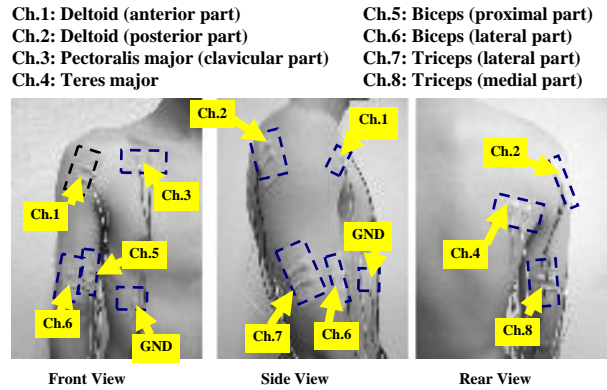 Ch.1: Deltoid (anterior part)
Ch.2: Deltoid (posterior part)
Ch.3: Pectoralis major (clavicular part)
Ch.4: Teres major
Ch.5: Biceps (proximal part)
Ch.6: Biceps (lateral part)
Ch.7: Triceps (lateral part)
Ch.8: Triceps (medial part)
Ch.1
Ch.3
Ch.5
Ch.6
GND
Ch.2
Ch.1
GND
Ch.7
Ch.6
Ch.2
Ch.4
Ch.8
Front View
Side View
Rear View